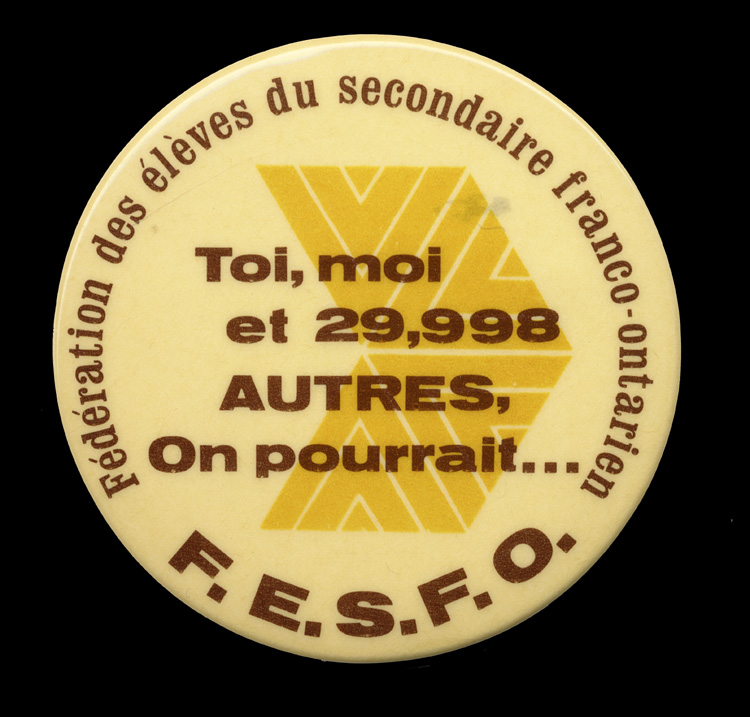 Fédération des élèves du secondaire franco-ontarien
Toi, moi
et 29,998
AUTRES,
On pourrait...
F.E.S.F.O.